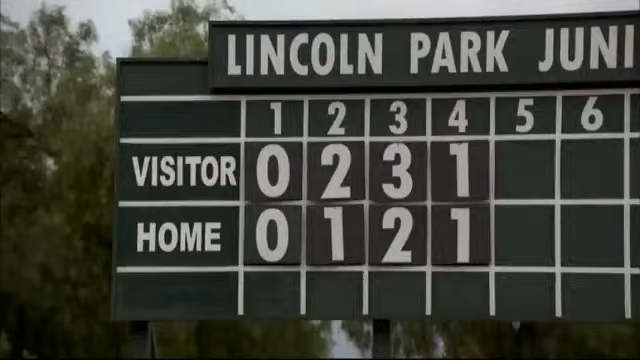 LINCOLN PARK JUNI
1 2 3 4 5 6
VISITOR 0 2 3 1
HOME 0 1 2 1